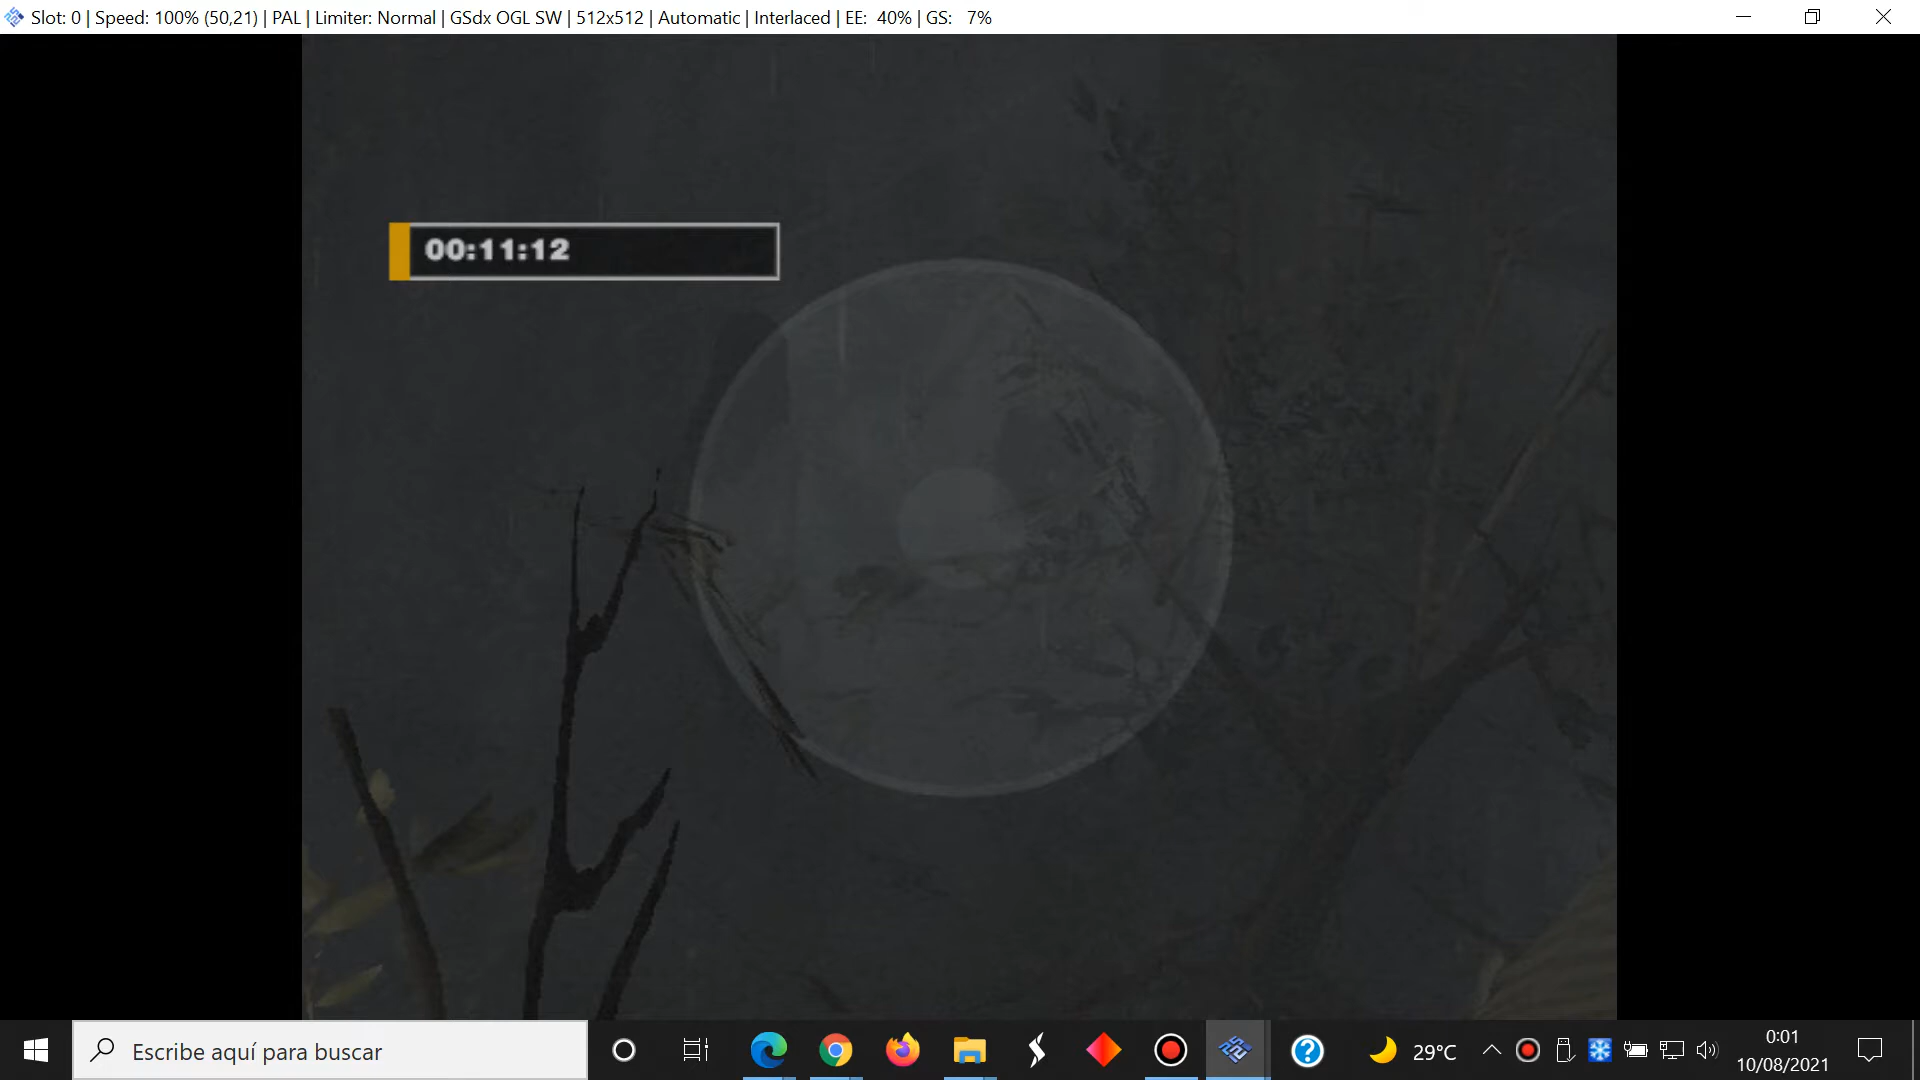 Slot: 0 | Speed: 100% (50,21) | PAL | Limiter: Normal | GSdx OGL SW | 512x512 | Automatic | Interlaced | EE: 40% | GS: 7%
00:11:12
Escribe aquí para buscar
29°C
0:01
10/08/2021